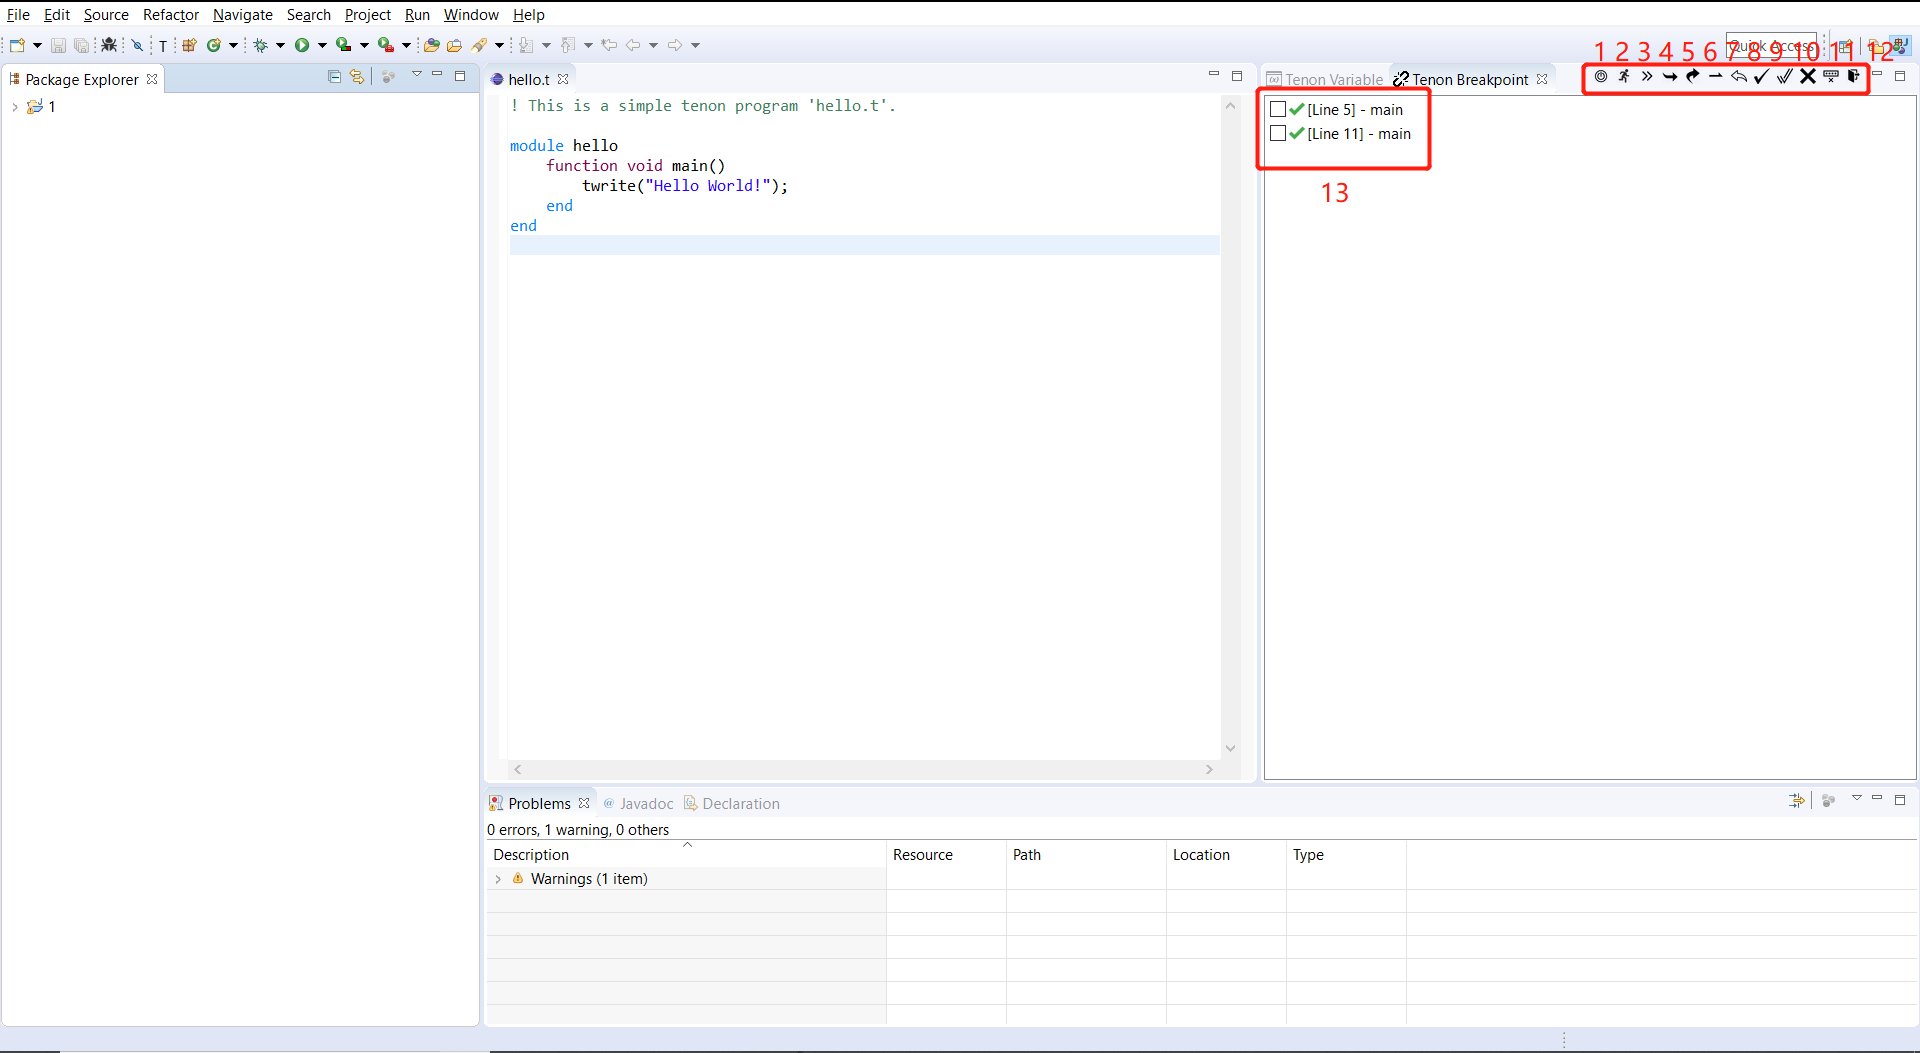 File Edit Source Refactor Navigate Search Project Run Window Help
T
Quick Access
1 2 3 4 5 6 7 8 9 10 11 12
Package Explorer
1
hello.t
! This is a simple tenon program 'hello.t'.
module hello
function void main()
twrite("Hello World!");
end
end
Tenon Variable Tenon Breakpoint
[Line 5] - main
[Line 11] - main
13
Problems @ Javadoc Declaration
0 errors, 1 warning, 0 others
Description Resource Path Location Type
Warnings (1 item)